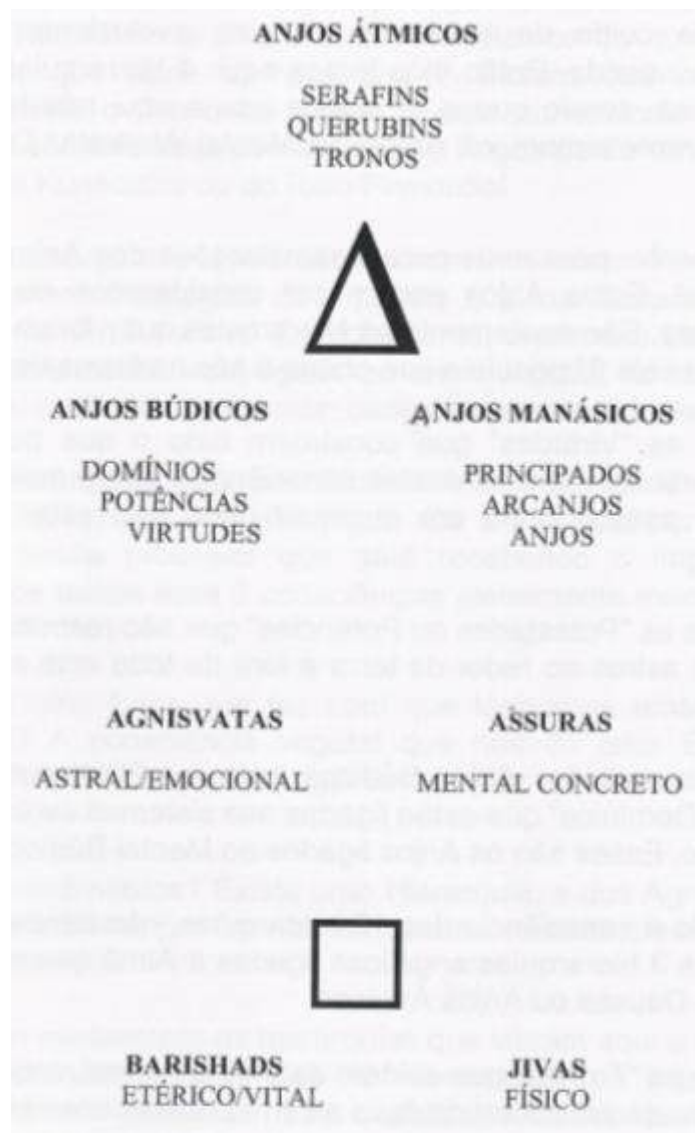 ANJOS ÁTMICOS
SERAFINS
QUERUBINS
TRONOS
ANJOS BÚDICOS
DOMÍNIOS
POTÊNCIAS
VIRTUDES
ANJOS MANÁSICOS
PRINCIPADOS
ARCANJOS
ANJOS
AGNISVATAS
ASTRAL/EMOCIONAL
ASSURAS
MENTAL CONCRETO
BARISHADS
ETÉRICO/VITAL
JIVAS
FÍSICO